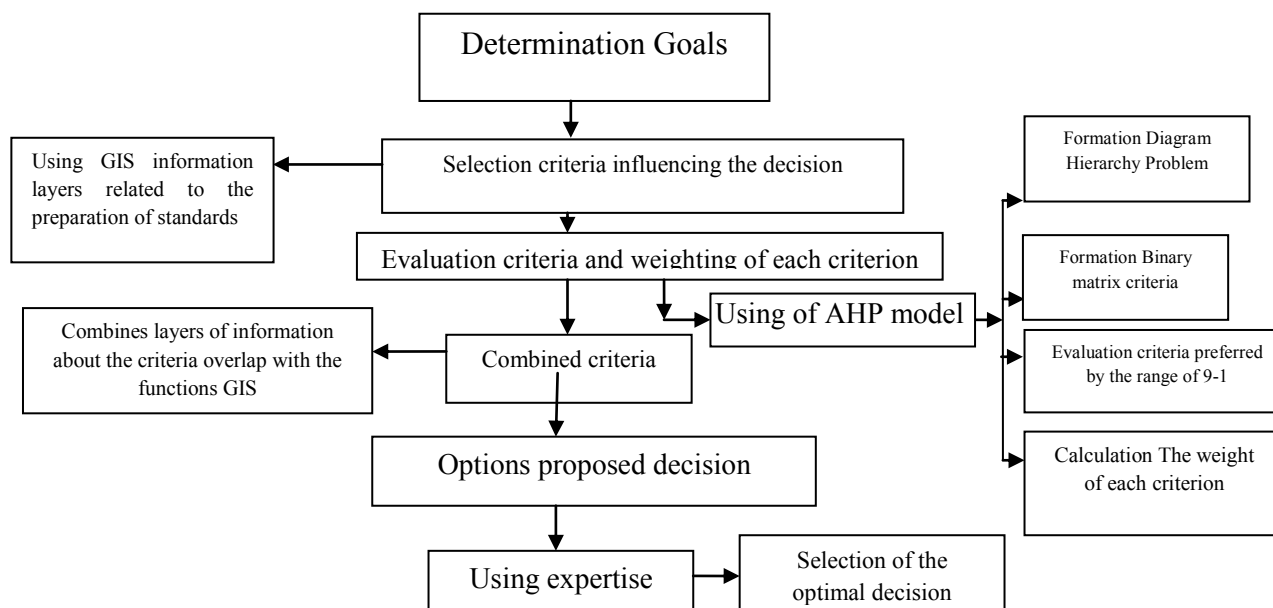 Determination Goals
Using GIS information
layers related to the
preparation of standards
Selection criteria influencing the decision
Formation Diagram
Hierarchy Problem
Evaluation criteria and weighting of each criterion
Formation Binary
matrix criteria
Using of AHP model
Combines layers of information
about the criteria overlap with the
functions GIS
Combined criteria
Evaluation criteria preferred
by the range of 9-1
Options proposed decision
Calculation The weight
of each criterion
Using expertise
Selection of the
optimal decision